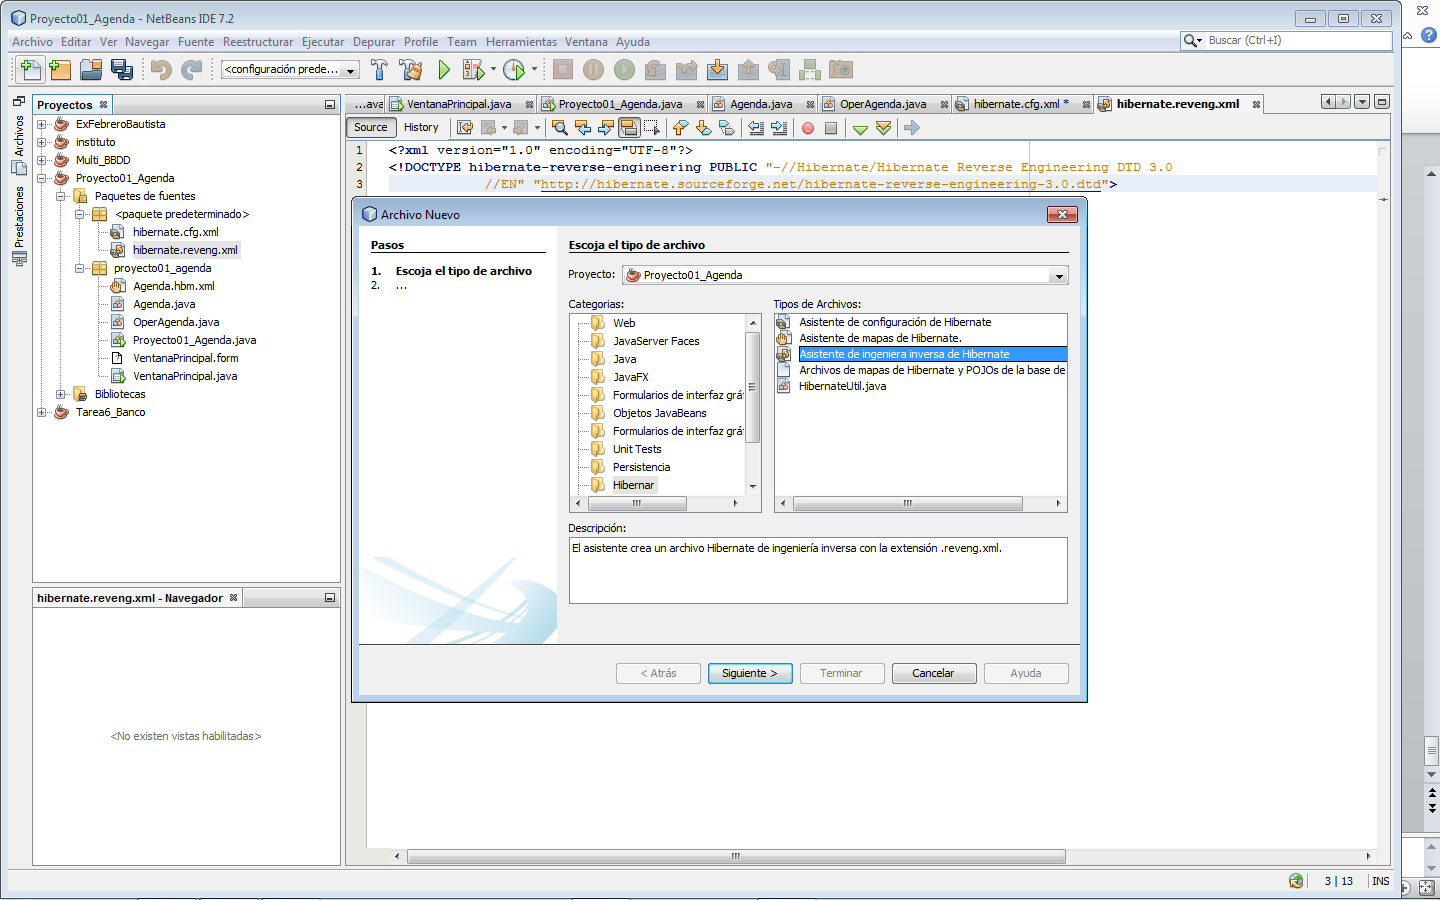 Proyecto01_Agenda - NetBeans IDE 7.2
Archivo Editar Ver Navegar Fuente Reestructurar Ejecutar Depurar Profile Team Herramientas Ventana Ayuda
Buscar (Ctrl+I)
<configuración prede...
Archivos
Prestaciones
Proyectos
ExFebreroBautista
instituto
Multi_BBDD
Proyecto01_Agenda
Paquetes de fuentes
<paquete predeterminado>
hibernate.cfg.xml
hibernate.reveng.xml
proyecto01_agenda
Agenda.hbm.xml
Agenda.java
OperAgenda.java
Proyecto01_Agenda.java
VentanaPrincipal.form
VentanaPrincipal.java
Bibliotecas
Tarea6_Banco
hibernate.reveng.xml - Navegador
<No existen vistas habilitadas>
...ava VentanaPrincipal.java Proyecto01_Agenda.java Agenda.java OperAgenda.java hibernate.cfg.xml * hibernate.reveng.xml
Source History
1 <?xml version="1.0" encoding="UTF-8"?>
2 <!DOCTYPE hibernate-reverse-engineering PUBLIC "-//Hibernate/Hibernate Reverse Engineering DTD 3.0
3 //EN" "http://hibernate.sourceforge.net/hibernate-reverse-engineering-3.0.dtd">
Archivo Nuevo
Pasos
1. Escoja el tipo de archivo
2. ...
Escoja el tipo de archivo
Proyecto: Proyecto01_Agenda
Categorias:
Web
JavaServer Faces
Java
JavaFX
Formularios de interfaz grá
Objetos JavaBeans
Formularios de interfaz grá
Unit Tests
Persistencia
Hibernar
Tipos de Archivos:
Asistente de configuración de Hibernate
Asistente de mapas de Hibernate.
Asistente de ingeniera inversa de Hibernate
Archivos de mapas de Hibernate y POJOs de la base de
HibernateUtil.java
Descripción:
El asistente crea un archivo Hibernate de ingeniería inversa con la extensión .reveng.xml.
< Atrás Siguiente > Terminar Cancelar Ayuda
3 | 13 INS